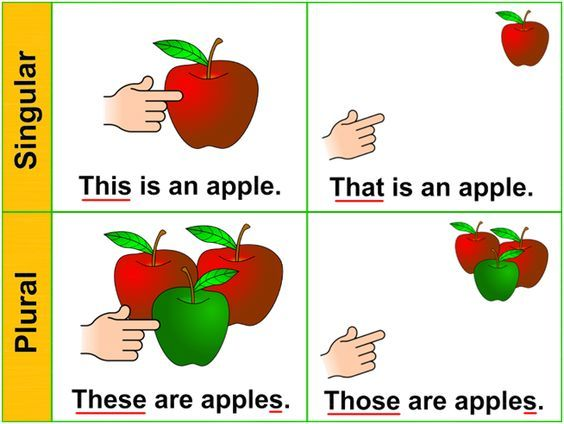 Singular
This is an apple.
That is an apple.
Plural
These are apples.
Those are apples.